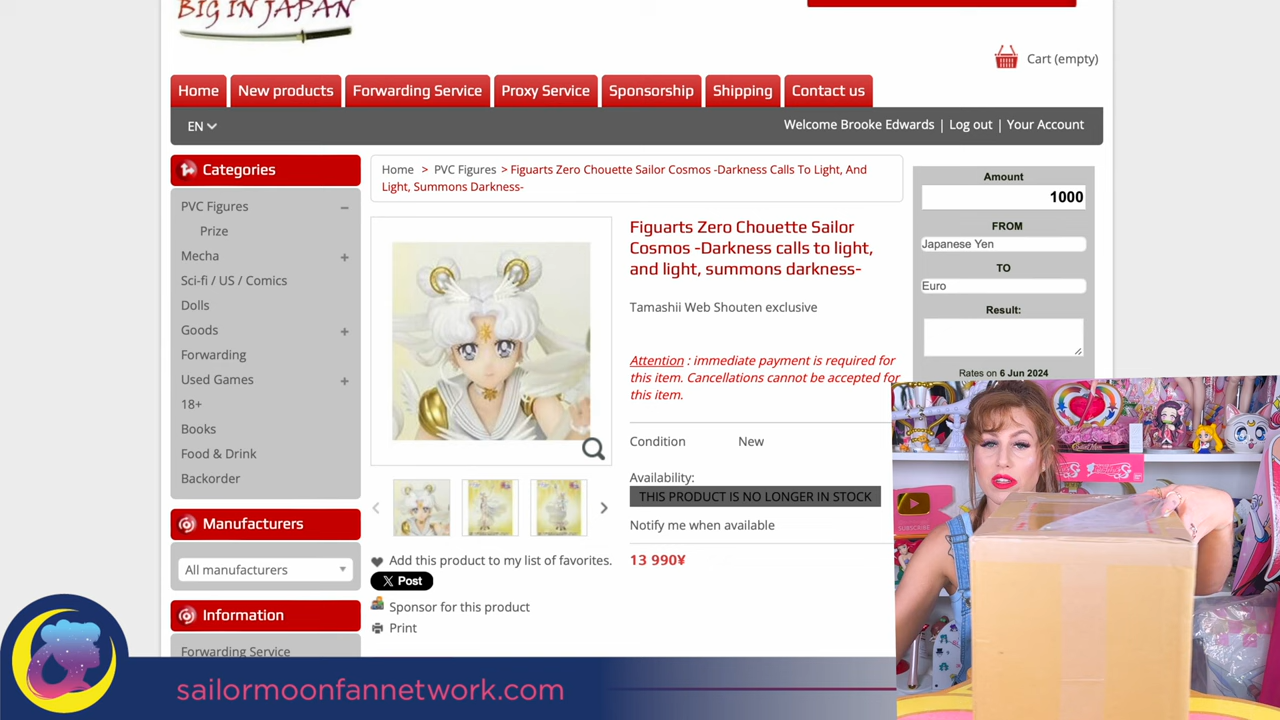 BIG IN JAPAN
Cart (empty)
Home
New products
Forwarding Service
Proxy Service
Sponsorship
Shipping
Contact us
EN
Welcome Brooke Edwards | Log out | Your Account
Categories
PVC Figures
Prize
Mecha
Sci-fi / US / Comics
Dolls
Goods
Forwarding
Used Games
18+
Books
Food & Drink
Backorder
Manufacturers
All manufacturers
Information
Forwarding Service
Home > PVC Figures > Figuarts Zero Chouette Sailor Cosmos -Darkness Calls To Light, And
Light, Summons Darkness-
Figuarts Zero Chouette Sailor
Cosmos -Darkness calls to light,
and light, summons darkness-
Tamashii Web Shouten exclusive
Attention : immediate payment is required for
this item. Cancellations cannot be accepted for
this item.
Condition New
Availability:
THIS PRODUCT IS NO LONGER IN STOCK
Notify me when available
13 990¥
Add this product to my list of favorites.
X Post
Sponsor for this product
Print
Amount
1000
FROM
Japanese Yen
TO
Euro
Result:
Rates on 6 Jun 2024
sailormoonfannetwork.com